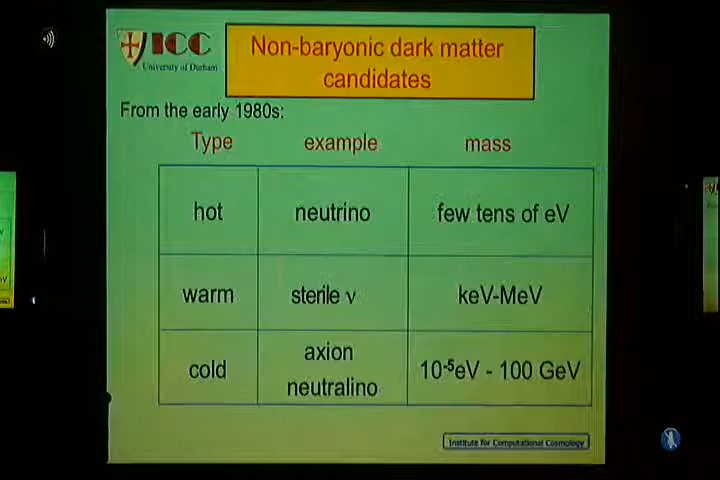 ICC
University of Durham
Non-baryonic dark matter
candidates
From the early 1980s:
Type example mass
hot neutrino few tens of eV
warm sterile ν keV-MeV
cold axion neutralino 10⁻⁵eV - 100 GeV
Institute for Computational Cosmology